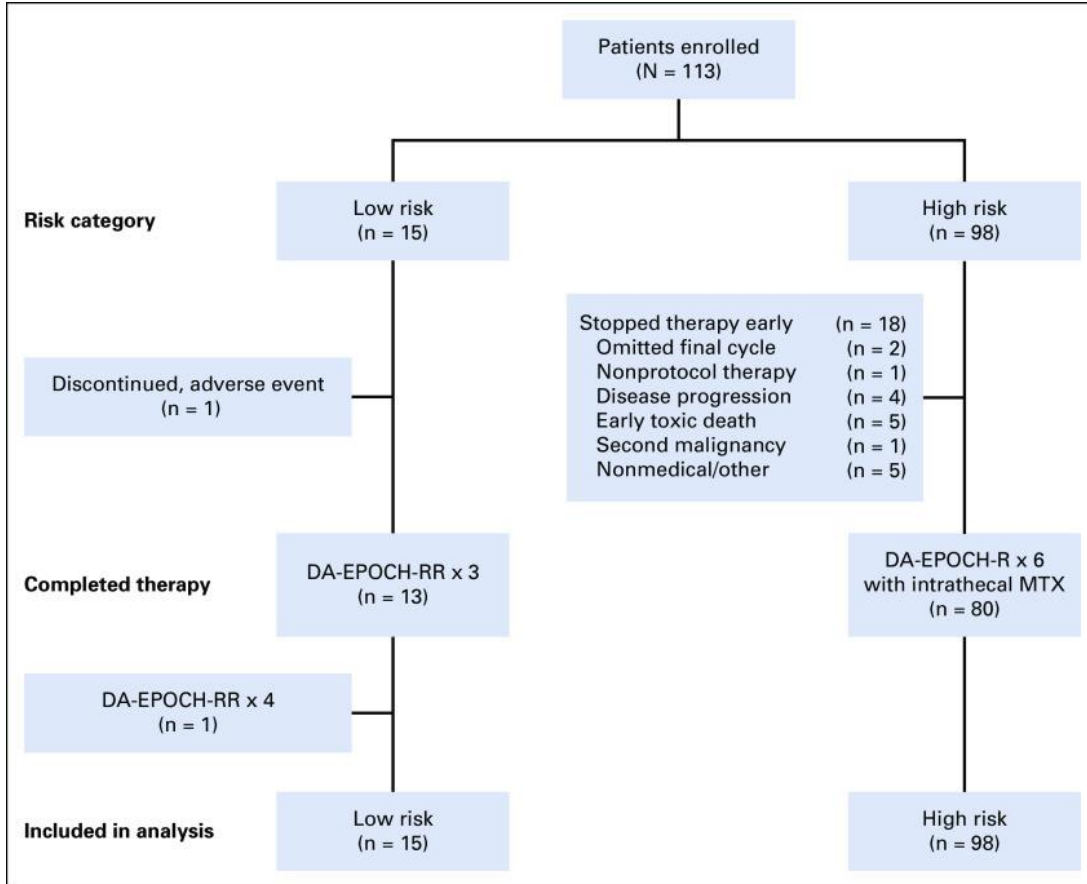 Patients enrolled
(N = 113)
Risk category
Low risk
(n = 15)
High risk
(n = 98)
Discontinued, adverse event
(n = 1)
Stopped therapy early (n = 18)
Omitted final cycle (n = 2)
Nonprotocol therapy (n = 1)
Disease progression (n = 4)
Early toxic death (n = 5)
Second malignancy (n = 1)
Nonmedical/other (n = 5)
Completed therapy
DA-EPOCH-RR x 3
(n = 13)
DA-EPOCH-R x 6
with intrathecal MTX
(n = 80)
DA-EPOCH-RR x 4
(n = 1)
Included in analysis
Low risk
(n = 15)
High risk
(n = 98)